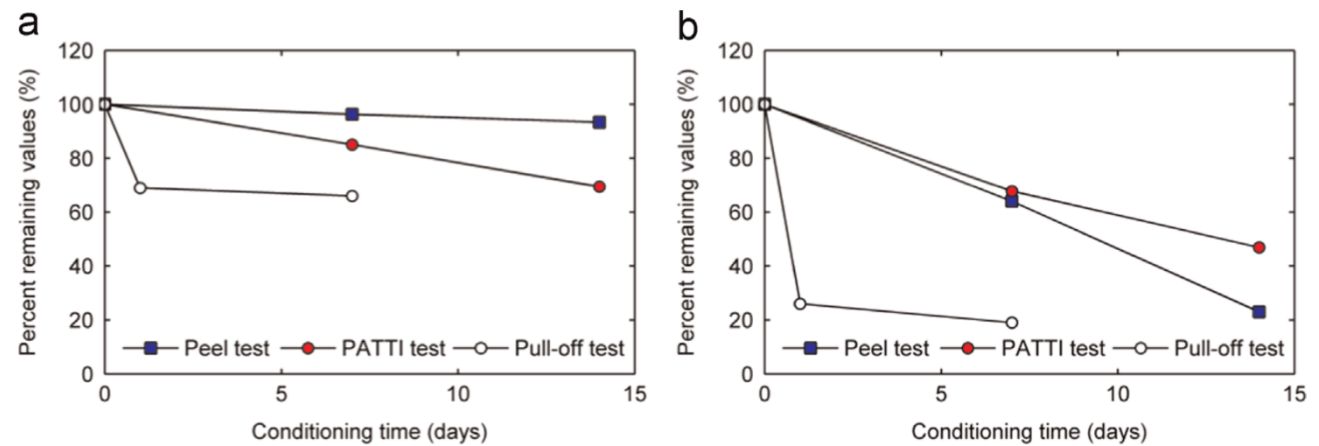 a
120
100
80
60
40
20
0
Percent remaining values (%)
Peel test PATTI test Pull-off test
0 5 10 15
Conditioning time (days)
b
120
100
80
60
40
20
0
Percent remaining values (%)
Peel test PATTI test Pull-off test
0 5 10 15
Conditioning time (days)